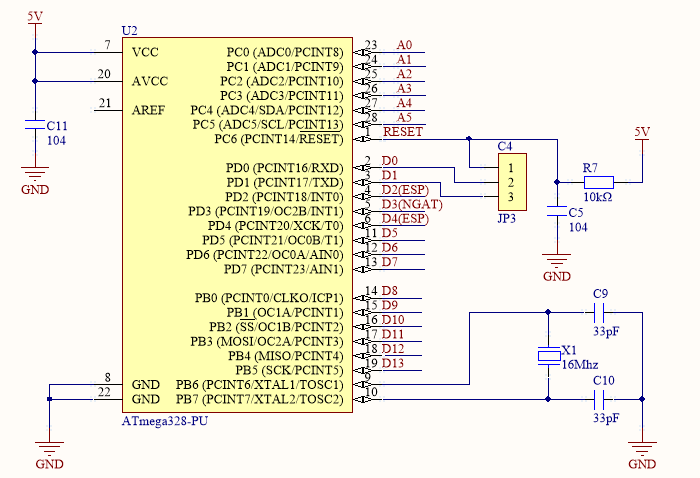 5V
U2
7 VCC PC0 (ADC0/PCINT8) 23 A0
PC1 (ADC1/PCINT9) 24 A1
20 AVCC PC2 (ADC2/PCINT10) 25 A2
PC3 (ADC3/PCINT11) 26 A3
21 AREF PC4 (ADC4/SDA/PCINT12) 27 A4
PC5 (ADC5/SCL/PCINT13) 28 A5
PC6 (PCINT14/RESET) 1 RESET
C11
104
GND
PD0 (PCINT16/RXD) 2 D0
PD1 (PCINT17/TXD) 3 D1
PD2 (PCINT18/INT0) 4 D2(ESP)
PD3 (PCINT19/OC2B/INT1) 5 D3(NGAT)
PD4 (PCINT20/XCK/T0) 6 D4(ESP)
PD5 (PCINT21/OC0B/T1) 11 D5
PD6 (PCINT22/OC0A/AIN0) 12 D6
PD7 (PCINT23/AIN1) 13 D7
PB0 (PCINT0/CLKO/ICP1) 14 D8
PB1 (OC1A/PCINT1) 15 D9
PB2 (SS/OC1B/PCINT2) 16 D10
PB3 (MOSI/OC2A/PCINT3) 17 D11
PB4 (MISO/PCINT4) 18 D12
PB5 (SCK/PCINT5) 19 D13
8 GND PB6 (PCINT6/XTAL1/TOSC1) 9
22 GND PB7 (PCINT7/XTAL2/TOSC2) 10
ATmega328-PU
GND
C4
1
2
3
JP3
5V
R7
10kΩ
C5
104
GND
C9
33pF
X1
16Mhz
C10
33pF
GND